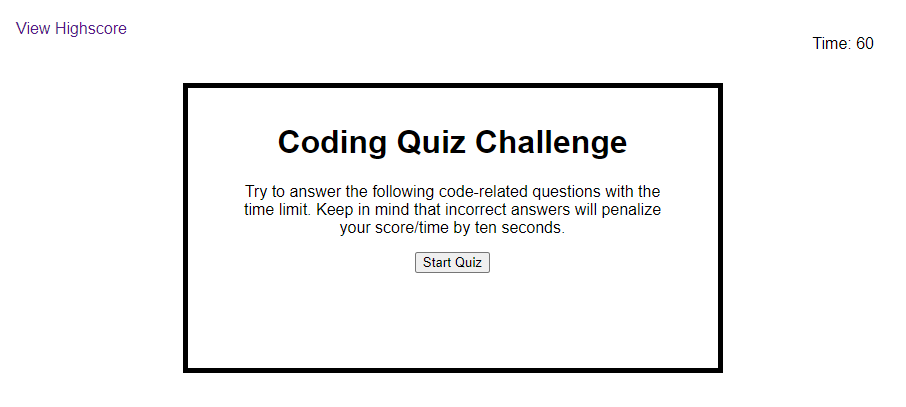 View Highscore
Time: 60
Coding Quiz Challenge
Try to answer the following code-related questions with the
time limit. Keep in mind that incorrect answers will penalize
your score/time by ten seconds.
Start Quiz